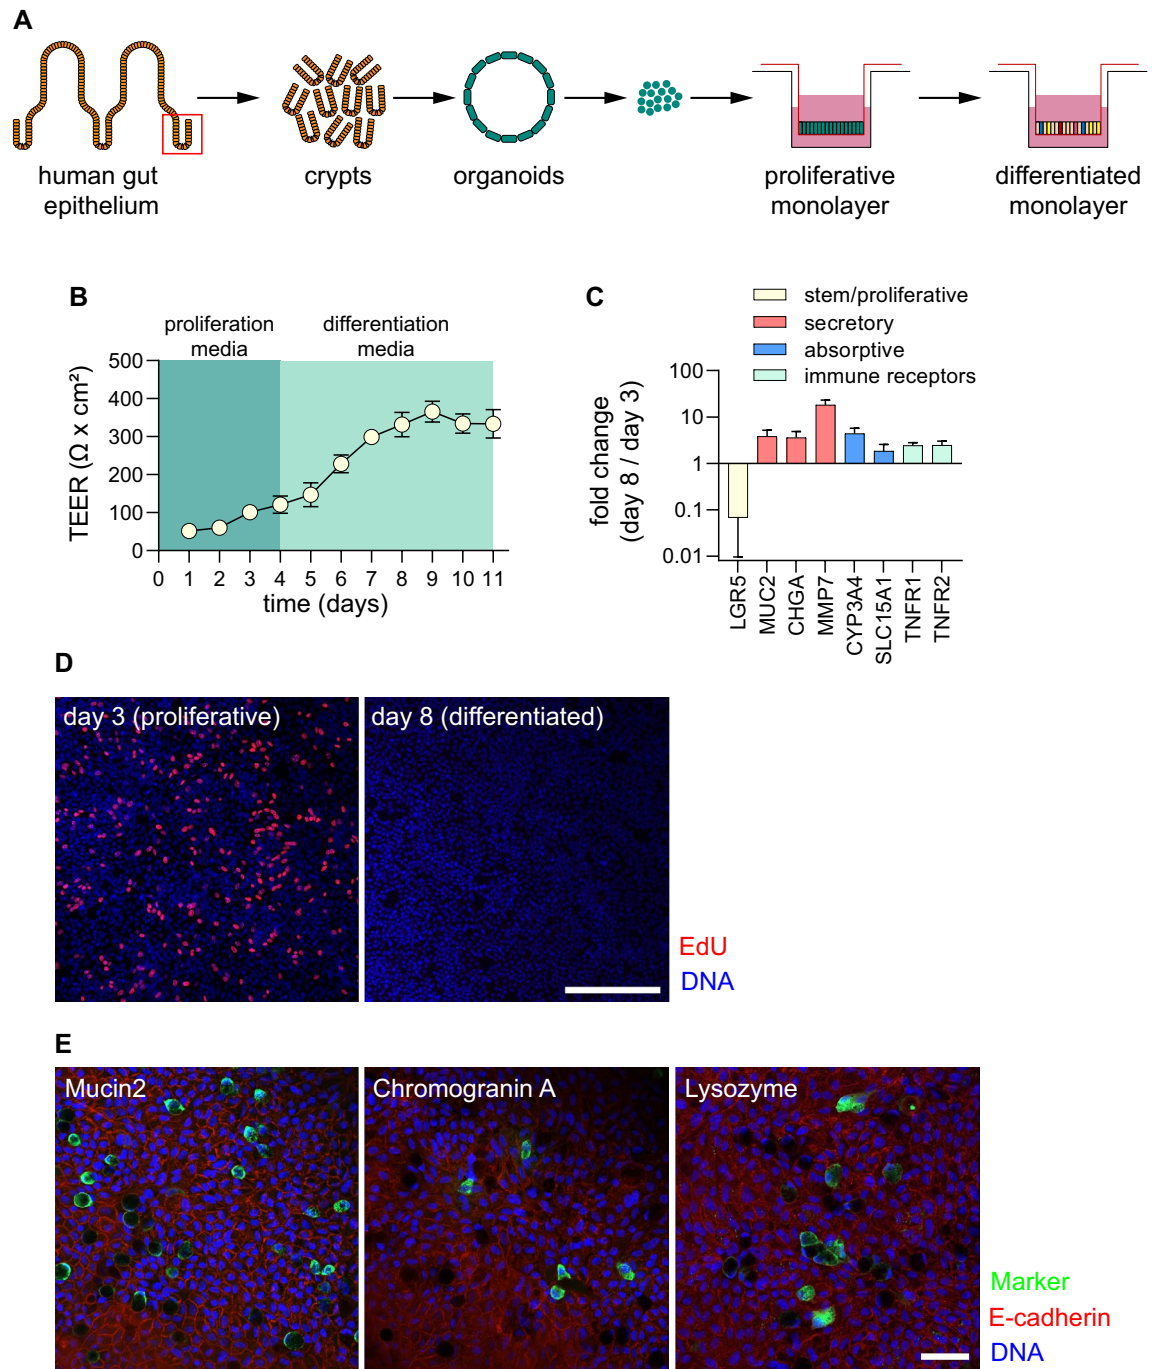 A
human gut
epithelium
crypts
organoids
proliferative
monolayer
differentiated
monolayer
B
proliferation
media
differentiation
media
TEER (Ω x cm²)
500
400
300
200
100
0
0 1 2 3 4 5 6 7 8 9 10 11
time (days)
C
stem/proliferative
secretory
absorptive
immune receptors
fold change
(day 8 / day 3)
100
10
1
0.1
0.01
LGR5
MUC2
CHGA
MMP7
CYP3A4
SLC15A1
TNFR1
TNFR2
D
day 3 (proliferative)
day 8 (differentiated)
EdU
DNA
E
Mucin2
Chromogranin A
Lysozyme
Marker
E-cadherin
DNA